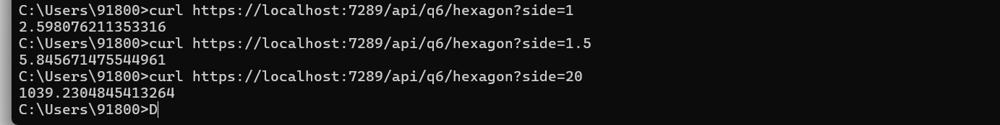 C:\Users\91800>curl https://localhost:7289/api/q6/hexagon?side=1
2.598076211353316
C:\Users\91800>curl https://localhost:7289/api/q6/hexagon?side=1.5
5.845671475544961
C:\Users\91800>curl https://localhost:7289/api/q6/hexagon?side=20
1039.2304845413264
C:\Users\91800>D